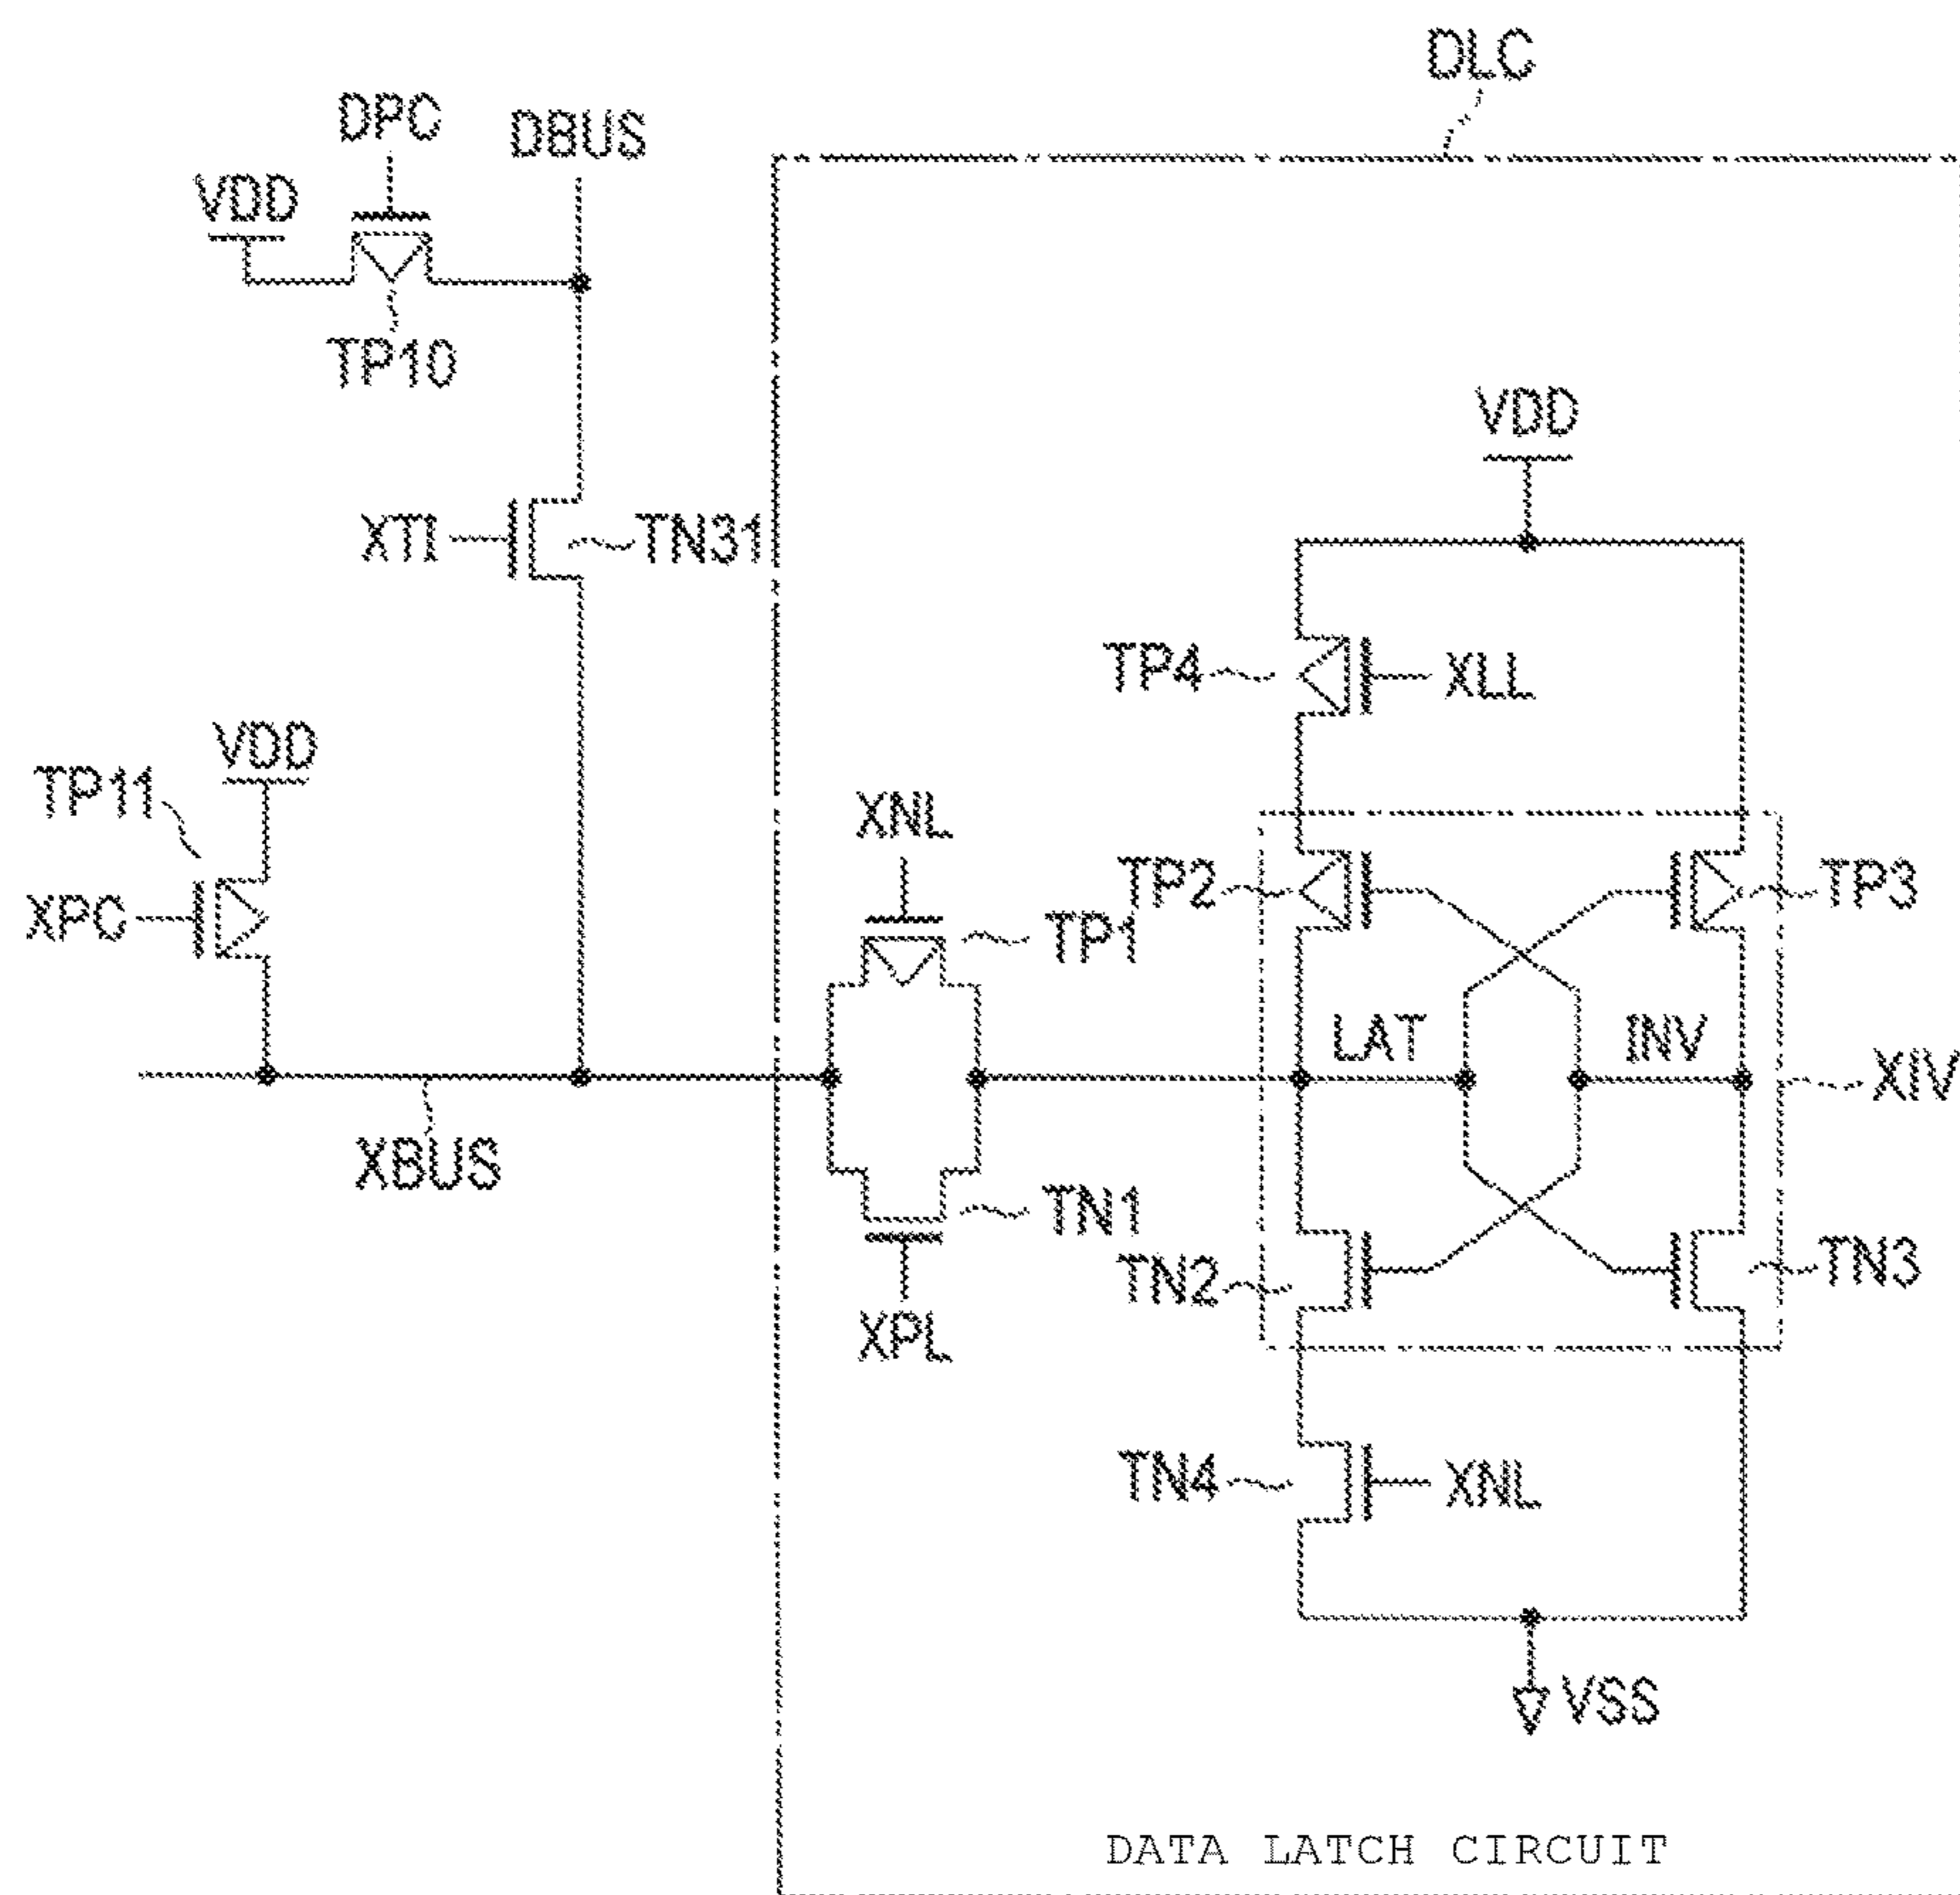 DLC
DPC
DBUS
VDD
TP10
VDD
XTI
TN31
TP4
XLL
VDD
TP11
XNL
XPC
TP2
TP3
TP1
LAT
INV
XIV
XBUS
TN1
TN2
TN3
XPL
TN4
XNL
VSS
DATA LATCH CIRCUIT